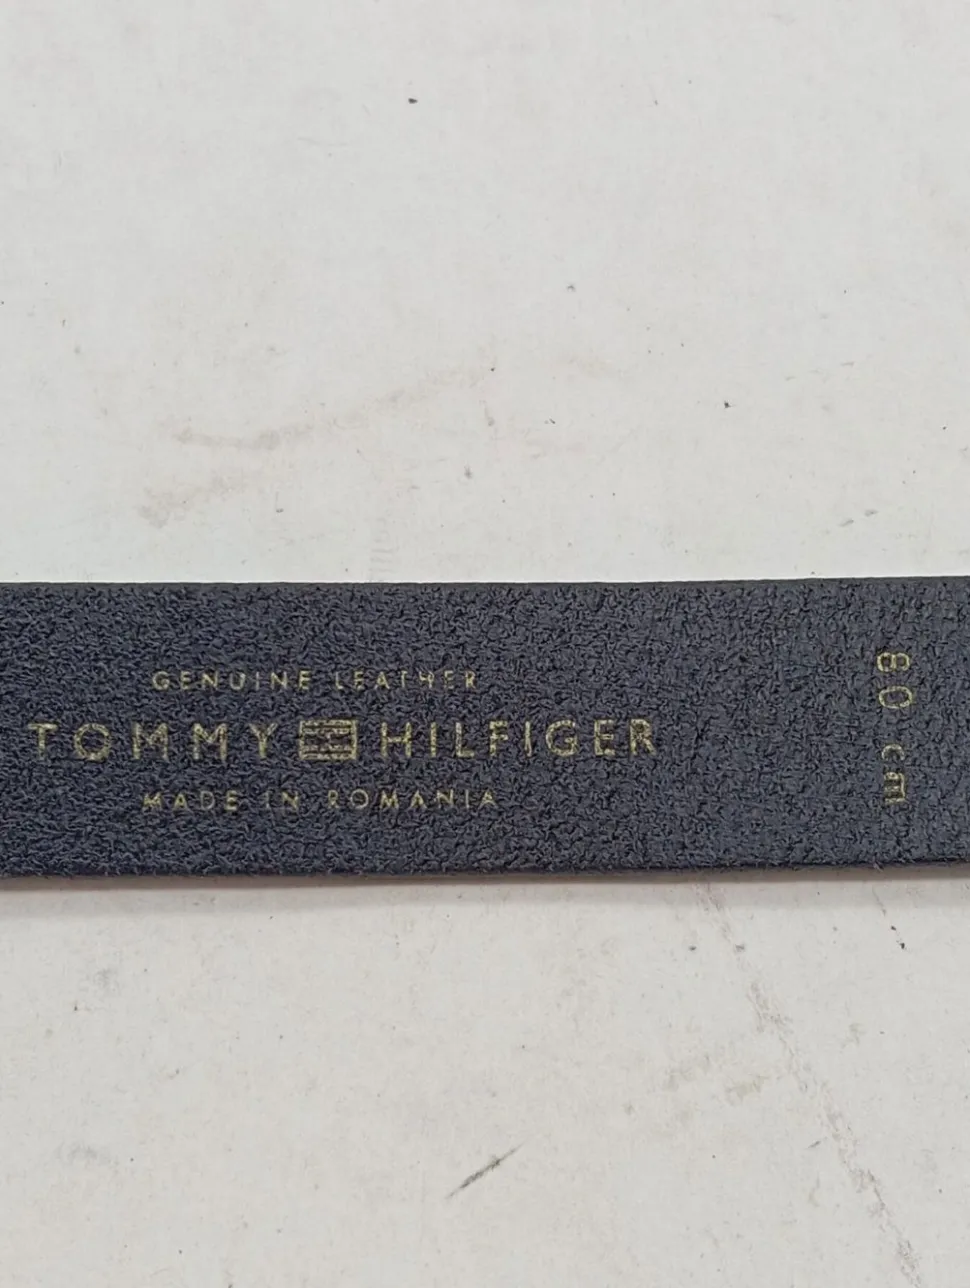 GENUINE LEATHER
TOMMY HILFIGER
MADE IN ROMANIA
80 cm